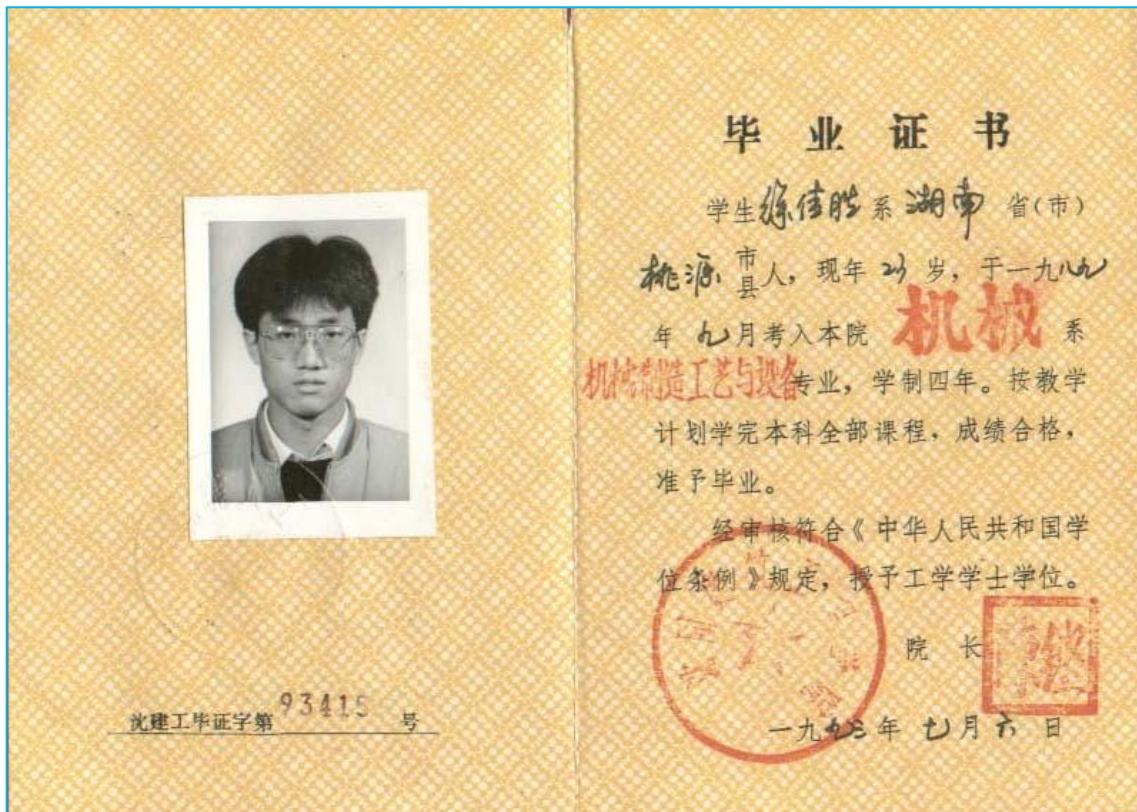 沈建工毕证字第 93415 号
毕业证书
学生徐佳胜系湖南省(市)
桃源市县人，现年23岁，于一九八九
年九月考入本院机械系
机械制造工艺与设备专业，学制四年。按教学
计划学完本科全部课程，成绩合格，
准予毕业。
经审核符合《中华人民共和国学
位条例》规定，授予工学学士学位。
院长
一九九三年七月六日